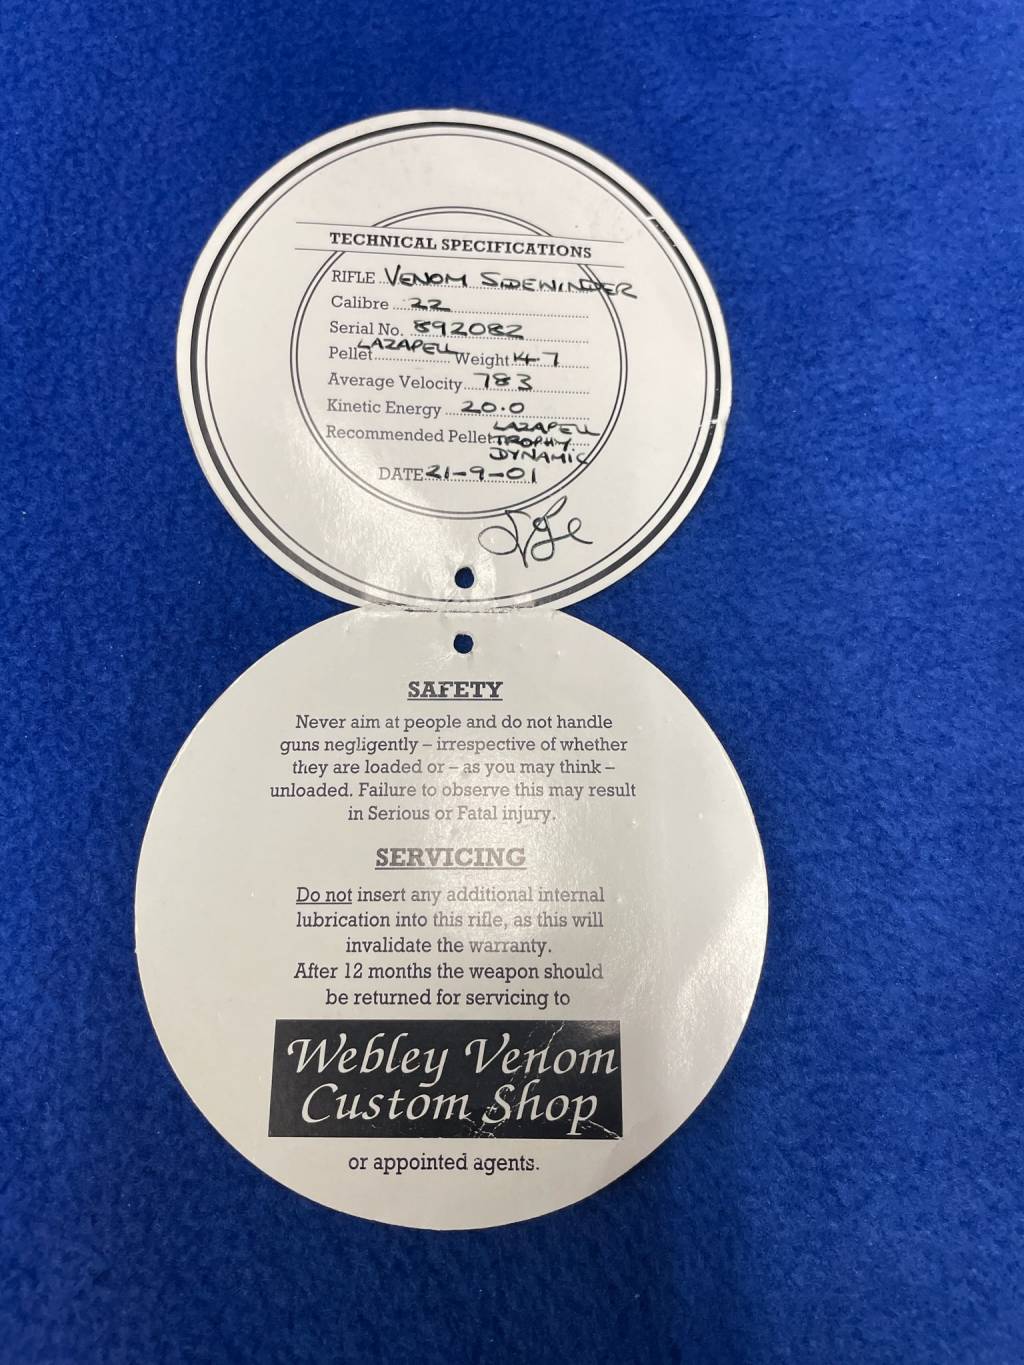 TECHNICAL SPECIFICATIONS
RIFLE VENOM SIDEWINDER
Calibre .22
Serial No. 892082
Pellet LAZAPELL Weight 14.7
Average Velocity 783
Kinetic Energy 20.0
Recommended Pellet LAZAPELL
TROPHY
DYNAMIC
DATE 21-9-01
SAFETY
Never aim at people and do not handle
guns negligently – irrespective of whether
they are loaded or – as you may think –
unloaded. Failure to observe this may result
in Serious or Fatal injury.
SERVICING
Do not insert any additional internal
lubrication into this rifle, as this will
invalidate the warranty.
After 12 months the weapon should
be returned for servicing to
Webley Venom
Custom Shop
or appointed agents.